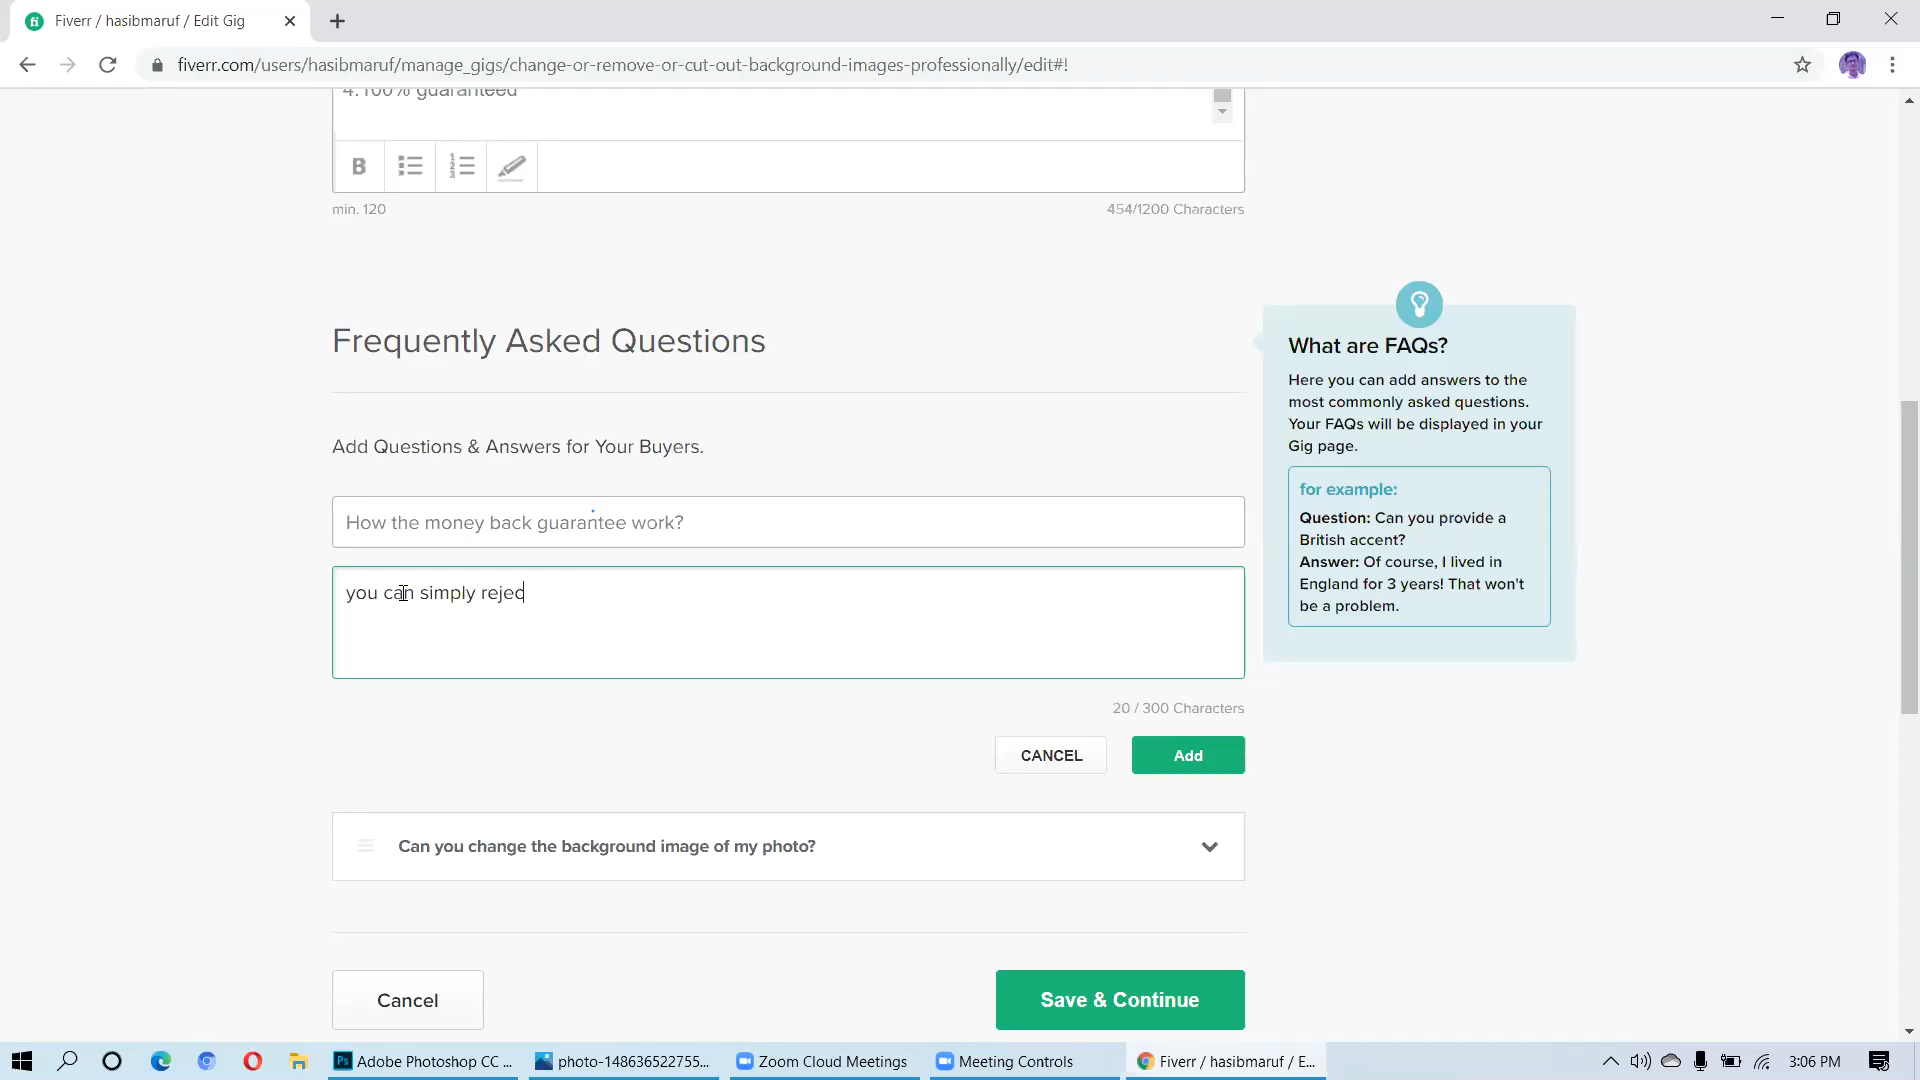 Fiverr / hasibmaruf / Edit Gig
fiverr.com/users/hasibmaruf/manage_gigs/change-or-remove-or-cut-out-background-images-professionally/edit#!
4.100% guaranteed
B
min. 120
454/1200 Characters
Frequently Asked Questions
Add Questions & Answers for Your Buyers.
How the money back guarantee work?
you can simply rejec
20 / 300 Characters
CANCEL
Add
Can you change the background image of my photo?
Cancel
Save & Continue
What are FAQs?
Here you can add answers to the
most commonly asked questions.
Your FAQs will be displayed in your
Gig page.
for example:
Question: Can you provide a
British accent?
Answer: Of course, I lived in
England for 3 years! That won't
be a problem.
Adobe Photoshop CC ...
photo-148636522755...
Zoom Cloud Meetings
Meeting Controls
Fiverr / hasibmaruf / E...
3:06 PM